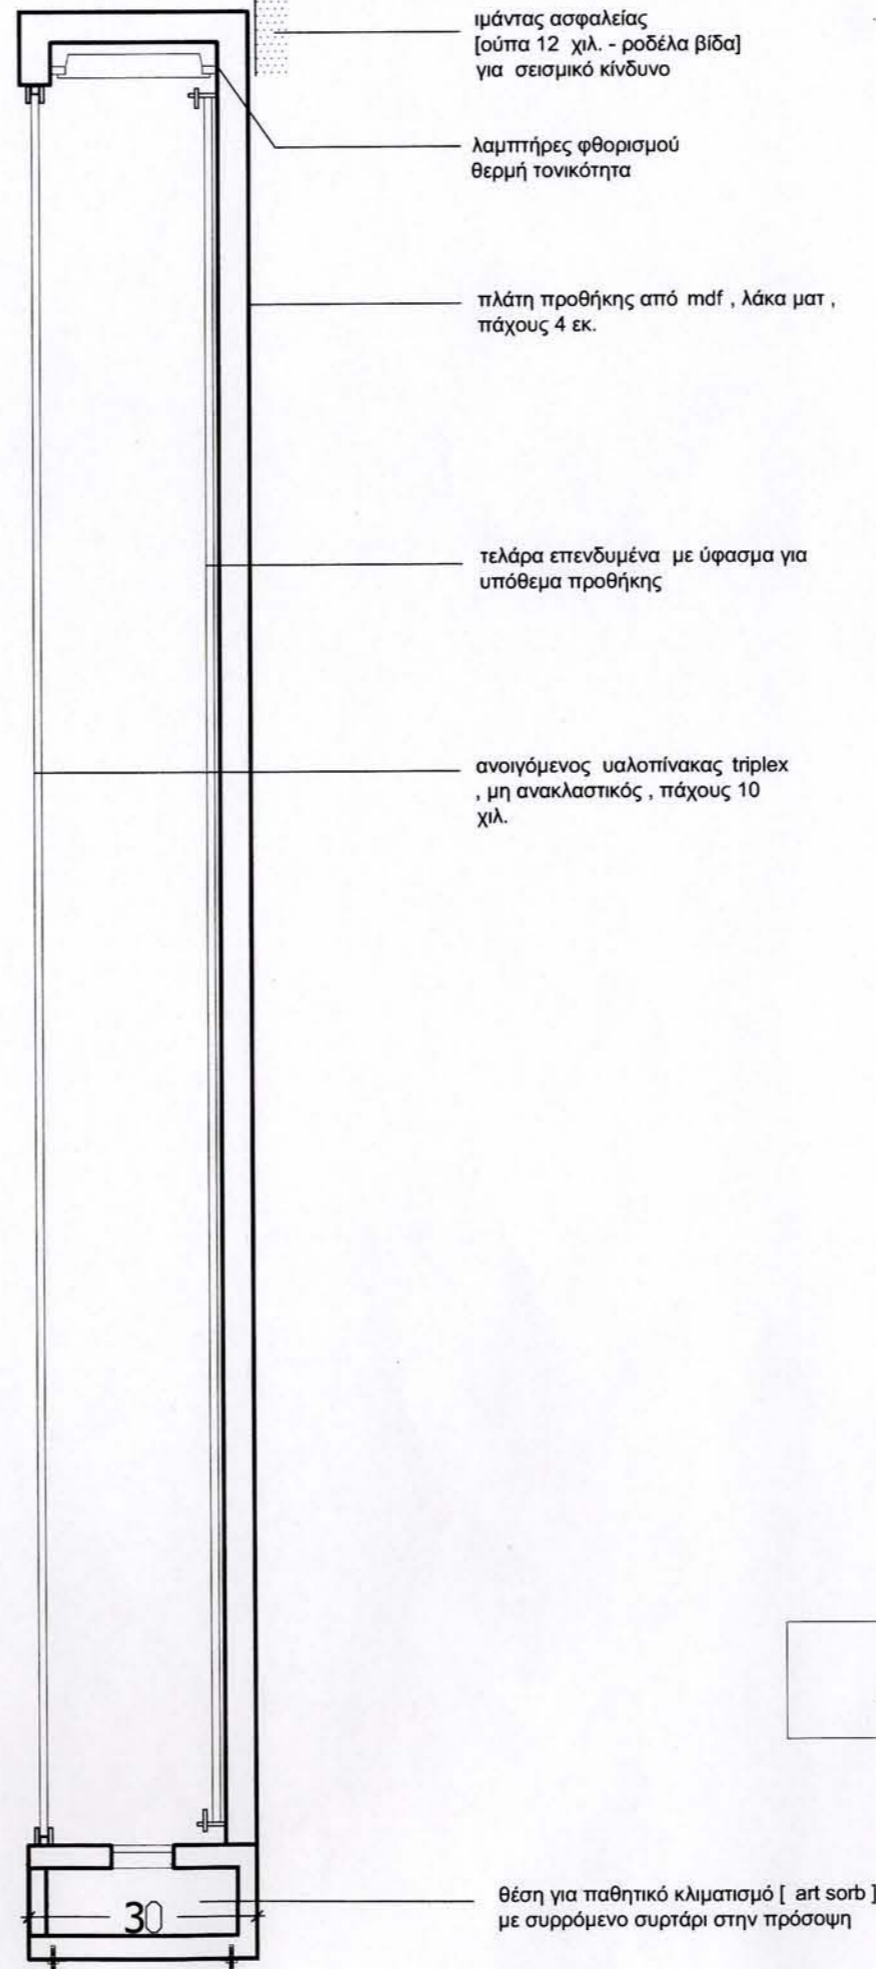 ιμάντας ασφαλείας
[ούπα 12 χιλ. - ροδέλα βίδα]
για σεισμικό κίνδυνο
λαμπτήρες φθορισμού
θερμή τονικότητα
πλάτη προθήκης από mdf , λάκα ματ ,
πάχους 4 εκ.
τελάρα επενδυμένα με ύφασμα για
υπόθεμα προθήκης
ανοιγόμενος υαλοπίνακας triplex
, μη ανακλαστικός , πάχους 10
χιλ.
θέση για παθητικό κλιματισμό [ art sorb ]
με συρρόμενο συρτάρι στην πρόσοψη
30